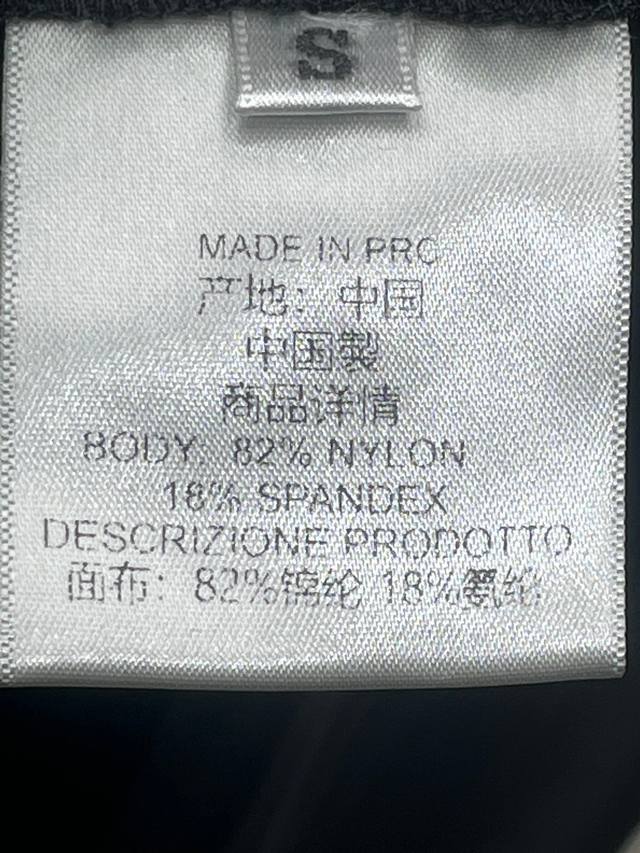 S
MADE IN PRC
产地：中国
中国製
商品详情
BODY: 82% NYLON
18% SPANDEX
DESCRIZIONE PRODOTTO
面布：82%锦纶 18%氨纶